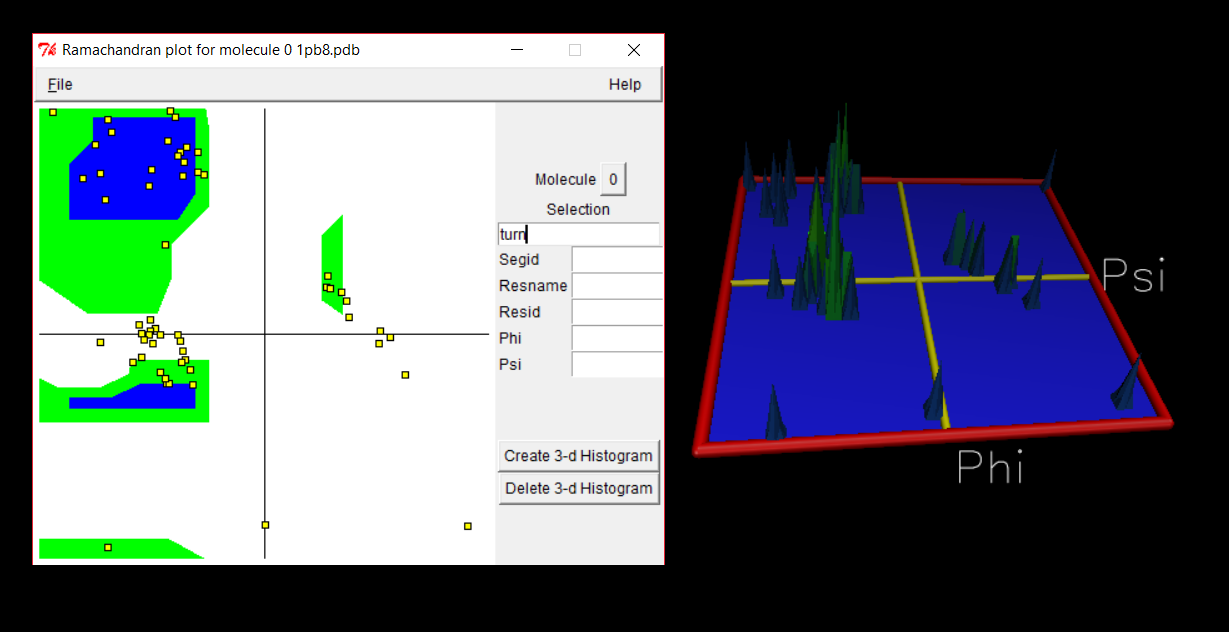 Ramachandran plot for molecule 0 1pb8.pdb
File Help
Molecule 0
Selection
turn
Segid
Resname
Resid
Phi
Psi
Create 3-d Histogram
Delete 3-d Histogram
Psi
Phi